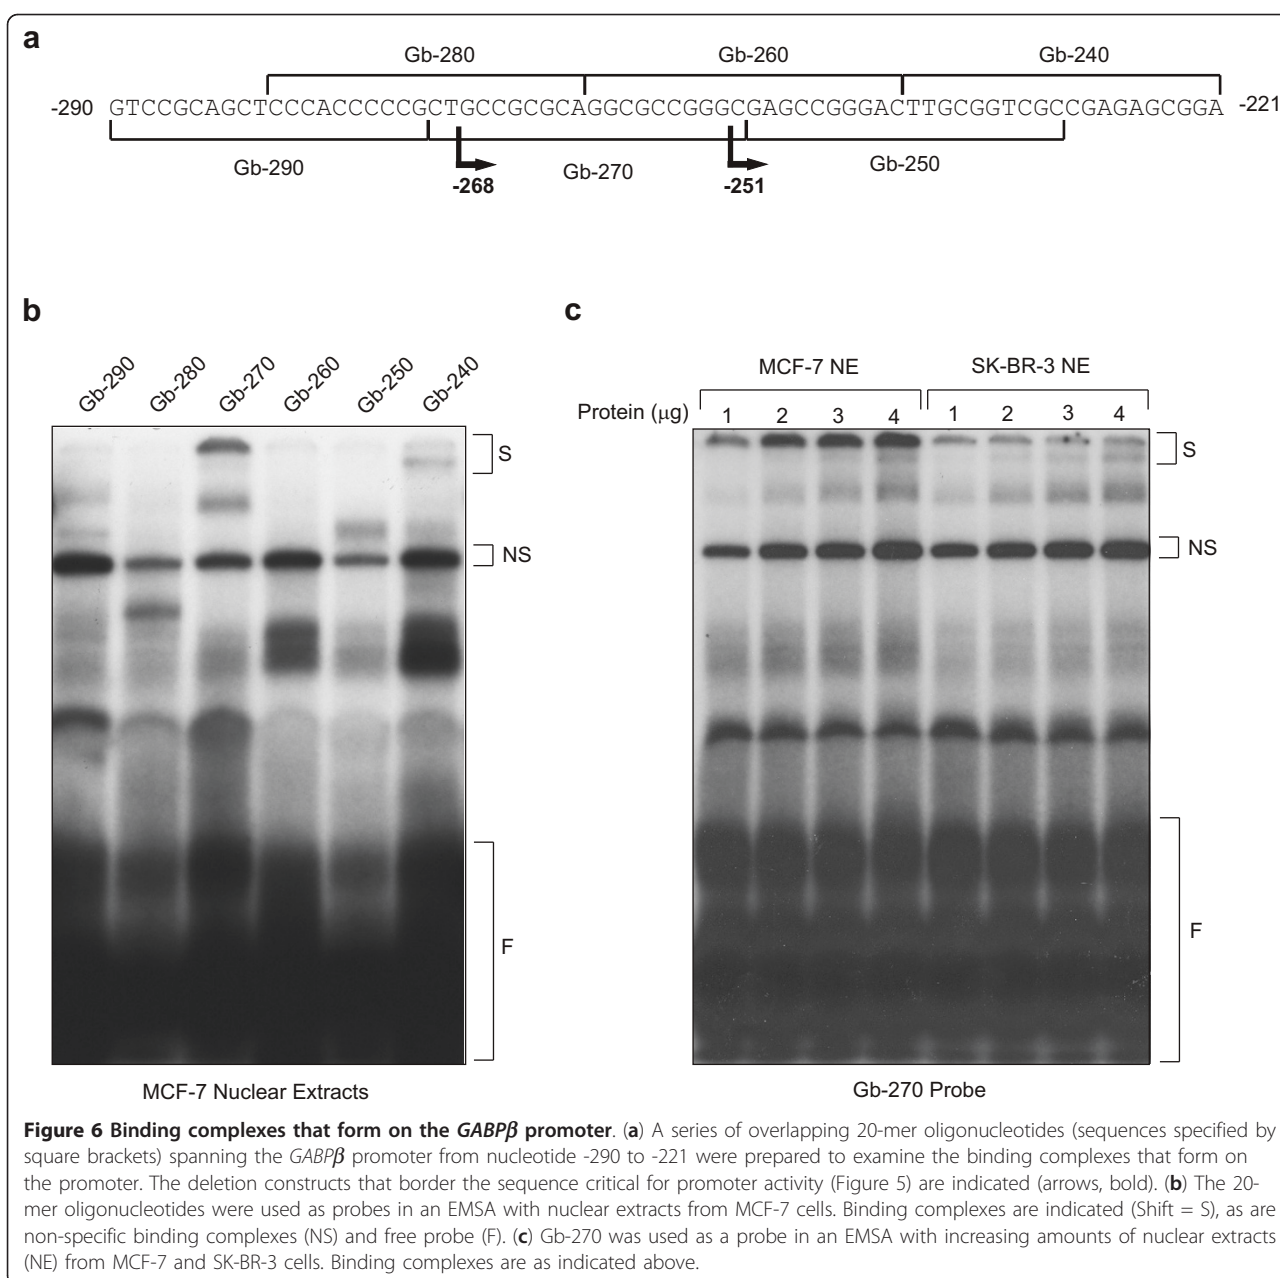 a
Gb-280 Gb-260 Gb-240
-290 GTCCGCAGCTCCCACCCCCGCTGCCGCGCAGGCGCCGGGCGAGCCGGGACTTGCGGTCGCCGAGAGCGGA -221
Gb-290 Gb-270 Gb-250
-268 -251
b
Gb-290 Gb-280 Gb-270 Gb-260 Gb-250 Gb-240
S
NS
F
MCF-7 Nuclear Extracts
c
MCF-7 NE SK-BR-3 NE
Protein (μg) 1 2 3 4 1 2 3 4
S
NS
F
Gb-270 Probe
Figure 6 Binding complexes that form on the GABPβ promoter. (a) A series of overlapping 20-mer oligonucleotides (sequences specified by
square brackets) spanning the GABPβ promoter from nucleotide -290 to -221 were prepared to examine the binding complexes that form on
the promoter. The deletion constructs that border the sequence critical for promoter activity (Figure 5) are indicated (arrows, bold). (b) The 20-
mer oligonucleotides were used as probes in an EMSA with nuclear extracts from MCF-7 cells. Binding complexes are indicated (Shift = S), as are
non-specific binding complexes (NS) and free probe (F). (c) Gb-270 was used as a probe in an EMSA with increasing amounts of nuclear extracts
(NE) from MCF-7 and SK-BR-3 cells. Binding complexes are as indicated above.